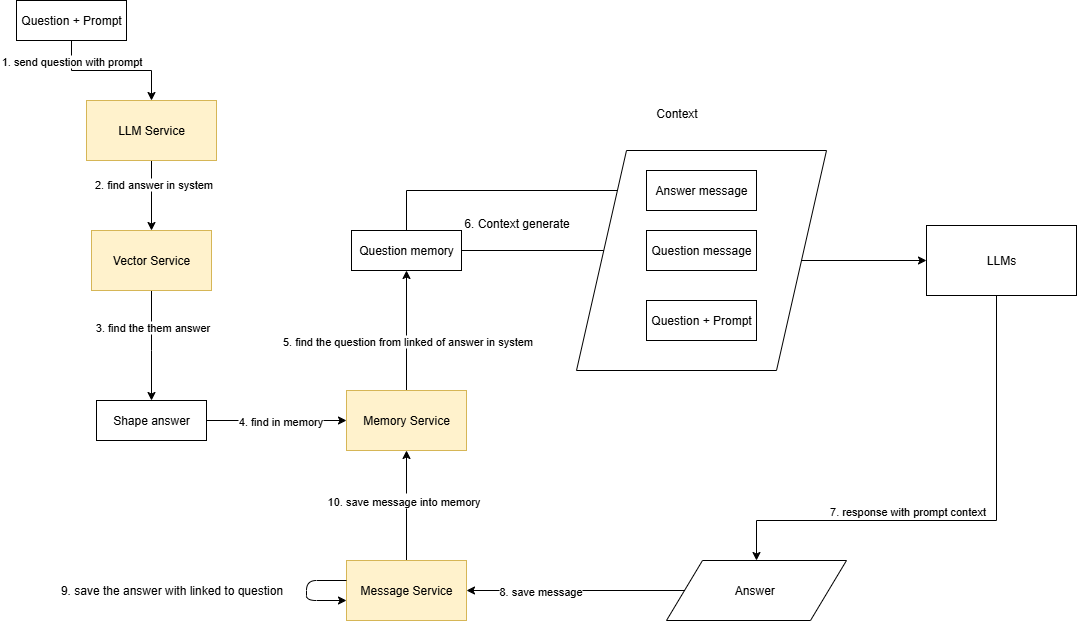 Question + Prompt
1. send question with prompt
LLM Service
2. find answer in system
Vector Service
3. find the them answer
Shape answer
4. find in memory
Memory Service
5. find the question from linked of answer in system
Question memory
6. Context generate
Context
Answer message
Question message
Question + Prompt
LLMs
7. response with prompt context
Answer
8. save message
Message Service
9. save the answer with linked to question
10. save message into memory